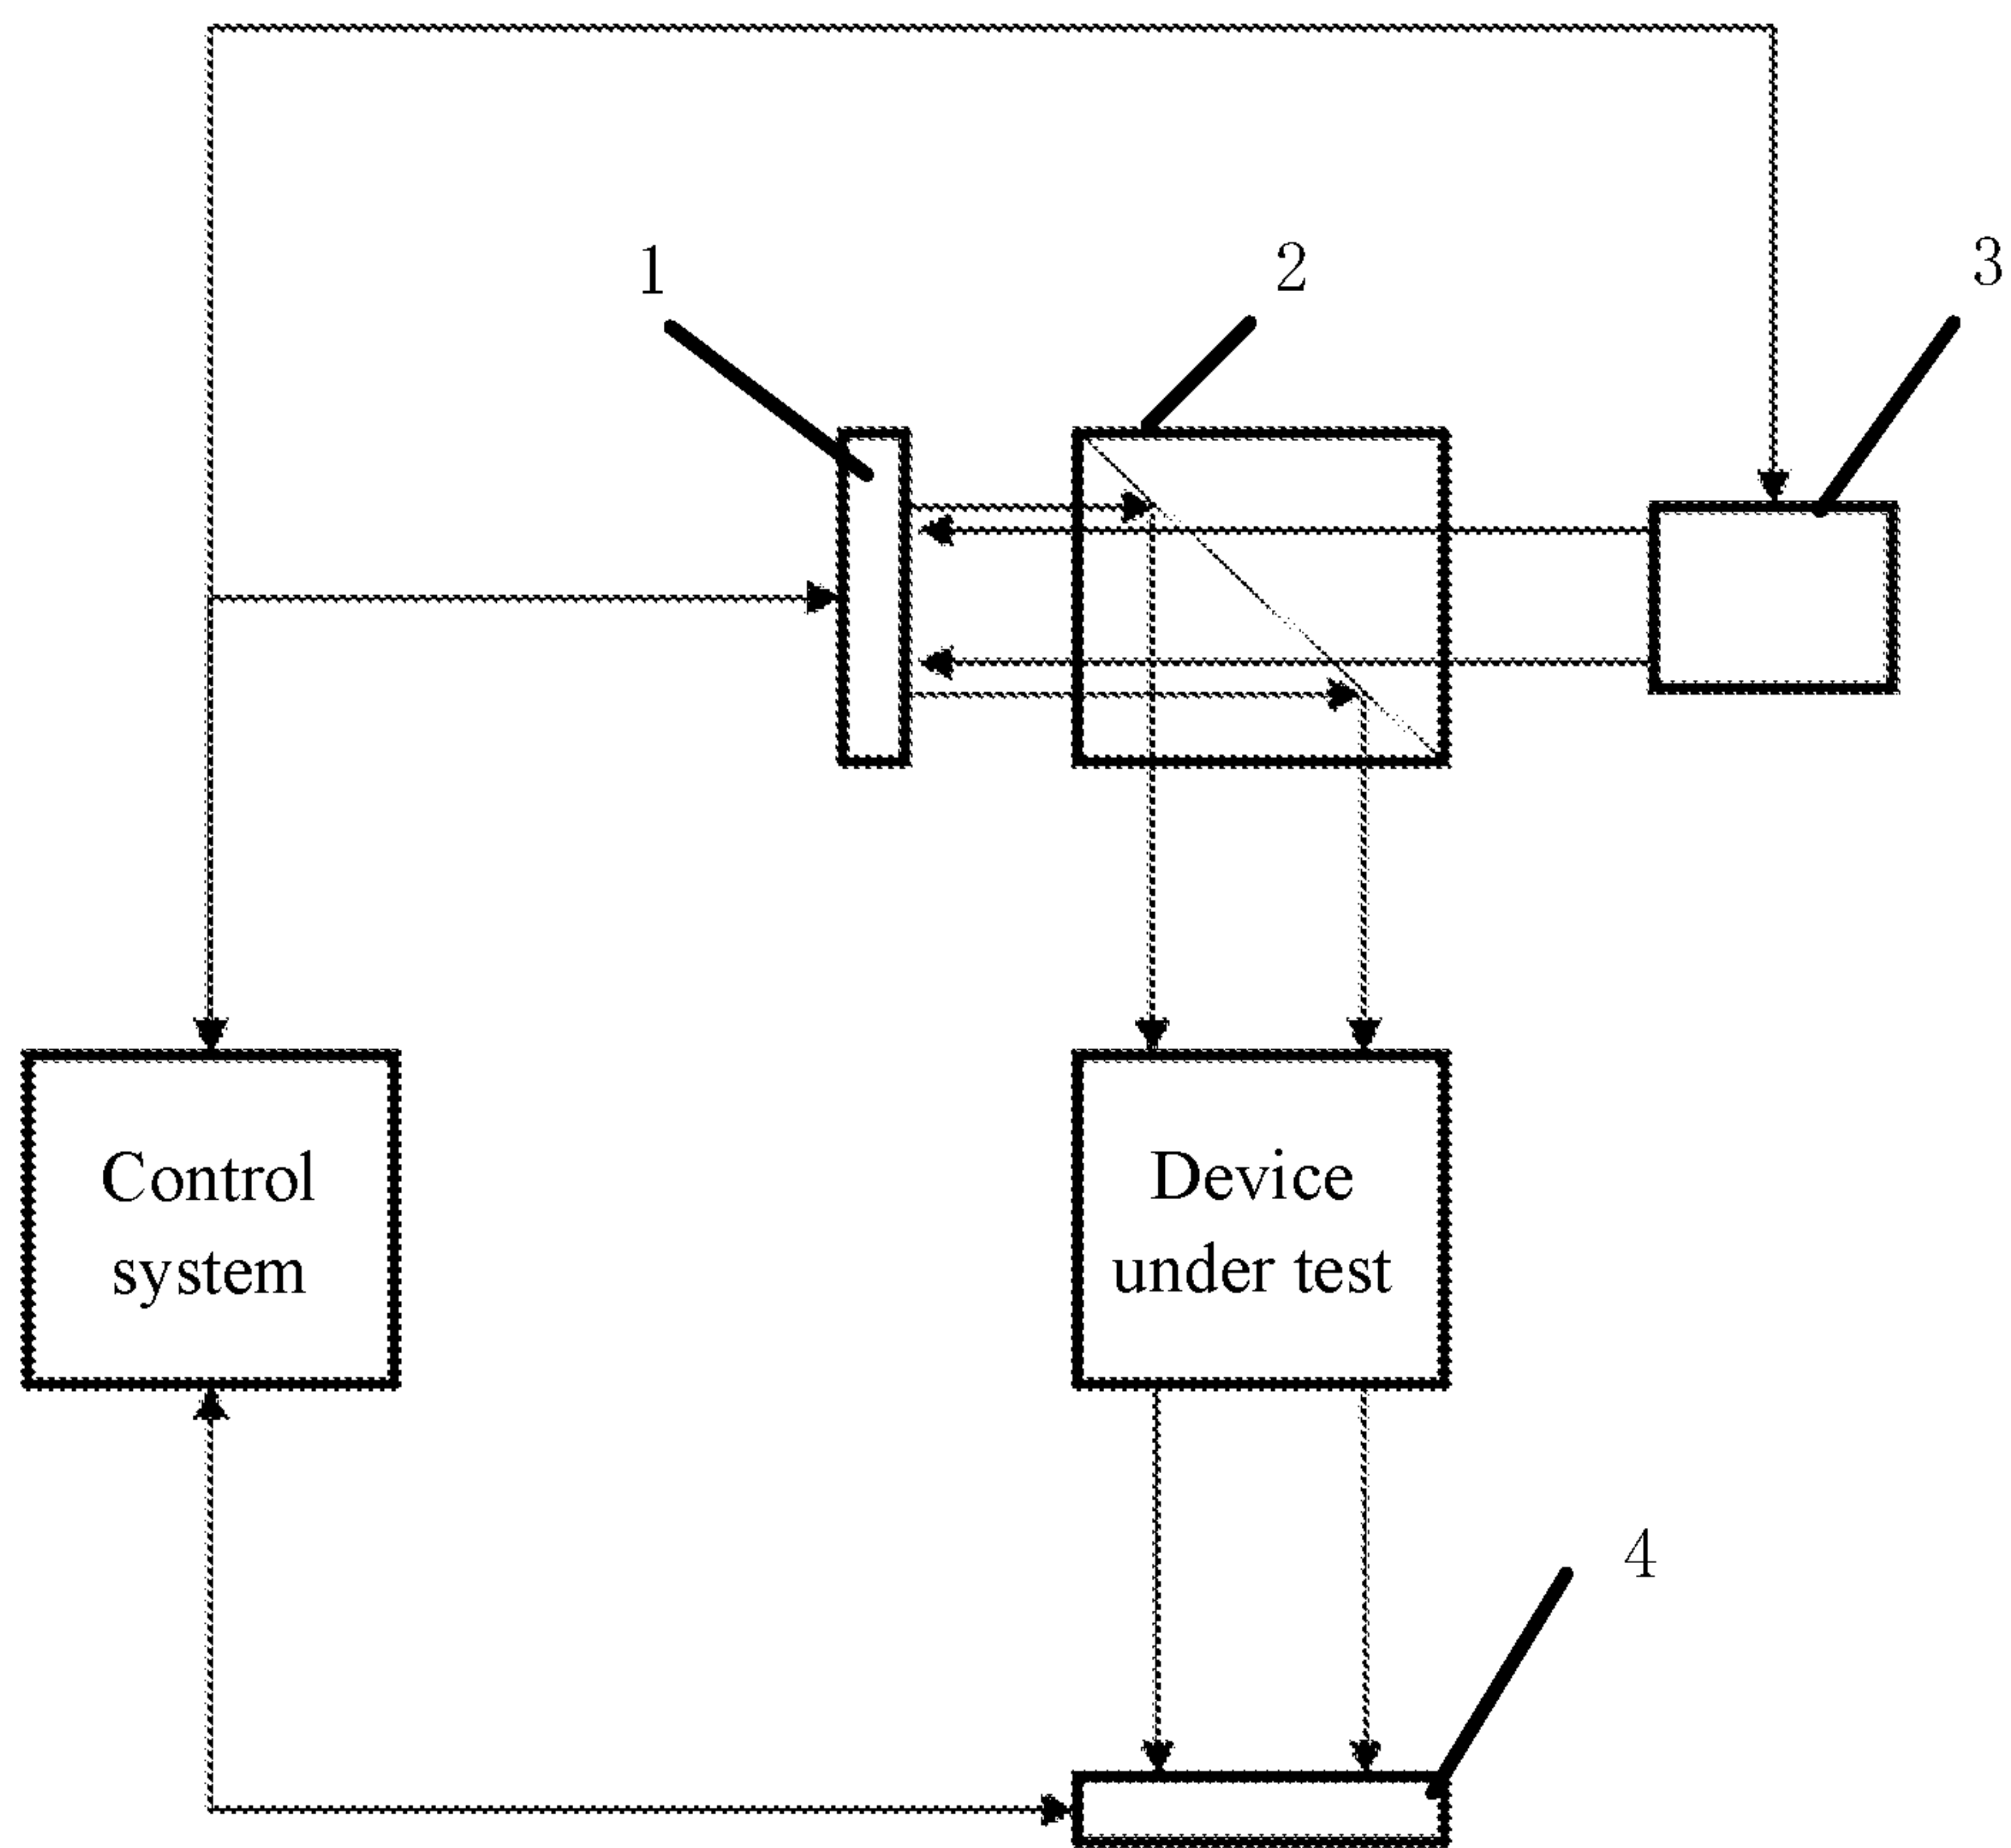 1
2
3
Control
system
Device
under test
4